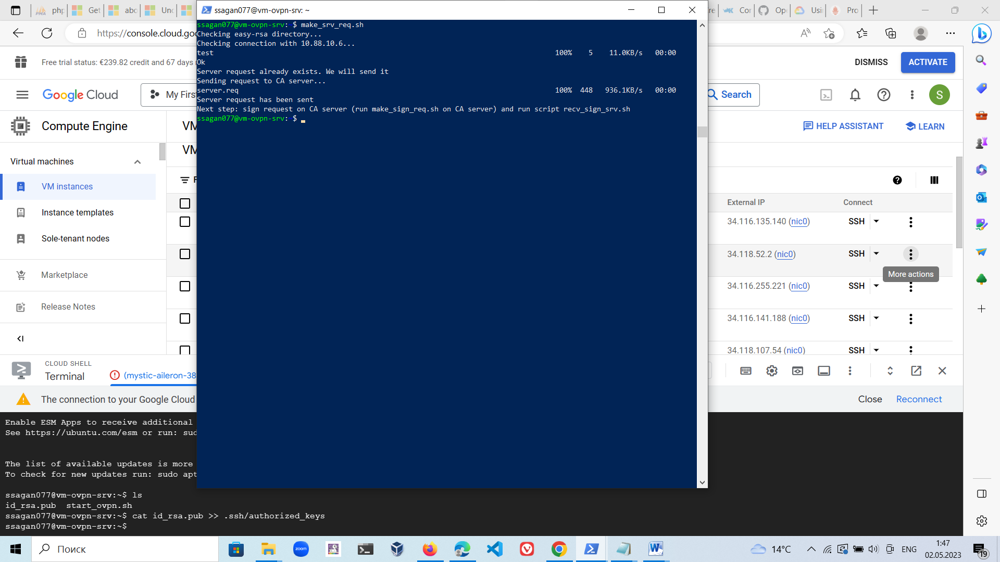 php
Get
abo
Unc
ssagan077@vm-ovpn-srv: ~
re
Cor
Ope
Usi
Pro
https://console.cloud.goo
Free trial status: €239.82 credit and 67 days r
DISMISS
ACTIVATE
Google Cloud
My First
Search
S
Compute Engine
VM
HELP ASSISTANT
LEARN
VM
Virtual machines
VM instances
Instance templates
Sole-tenant nodes
Marketplace
Release Notes
External IP
Connect
34.116.135.140 (nic0)
SSH
34.118.52.2 (nic0)
SSH
More actions
34.116.255.221 (nic0)
SSH
34.116.141.188 (nic0)
SSH
34.118.107.54 (nic0)
SSH
ssagan077@vm-ovpn-srv:~$ make_srv_req.sh
Checking easy-rsa directory...
Checking connection with 10.88.10.6...
test 100% 5 11.0KB/s 00:00
Ok
Server request already exists. We will send it
Sending request to CA server...
server.req 100% 448 936.1KB/s 00:00
Server request has been sent
Next step: sign request on CA server (run make_sign_req.sh on CA server) and run script recv_sign_srv.sh
ssagan077@vm-ovpn-srv:~$
CLOUD SHELL
Terminal
(mystic-aileron-38
The connection to your Google Cloud
Close
Reconnect
Enable ESM Apps to receive additional
See https://ubuntu.com/esm or run: sud
The list of available updates is more
To check for new updates run: sudo apt
ssagan077@vm-ovpn-srv:~$ ls
id_rsa.pub start_ovpn.sh
ssagan077@vm-ovpn-srv:~$ cat id_rsa.pub >> .ssh/authorized_keys
ssagan077@vm-ovpn-srv:~$
Поиск
zoom
14°C
ENG
1:47
02.05.2023
19